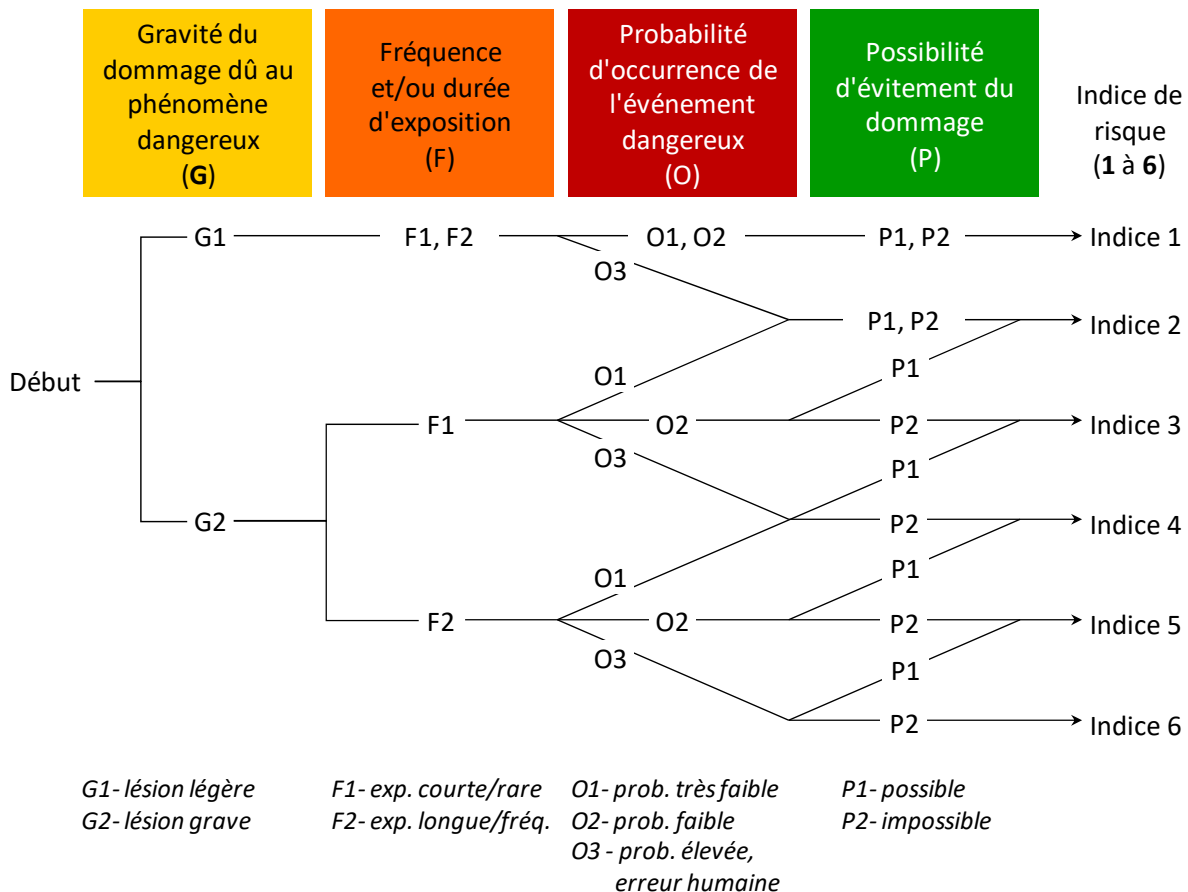 Gravité du
dommage dû au
phénomène
dangereux
(G)
Fréquence
et/ou durée
d'exposition
(F)
Probabilité
d'occurrence de
l'événement
dangereux
(O)
Possibilité
d'évitement du
dommage
(P)
Indice de
risque
(1 à 6)
G1
F1, F2
O1, O2
P1, P2
Indice 1
O3
P1, P2
Indice 2
P1
O1
Début
F1
O2
P2
Indice 3
O3
P1
G2
P2
Indice 4
O1
P1
F2
O2
P2
Indice 5
O3
P1
P2
Indice 6
G1- lésion légère
G2- lésion grave
F1- exp. courte/rare
F2- exp. longue/fréq.
O1- prob. très faible
O2- prob. faible
O3 - prob. élevée,
erreur humaine
P1- possible
P2- impossible